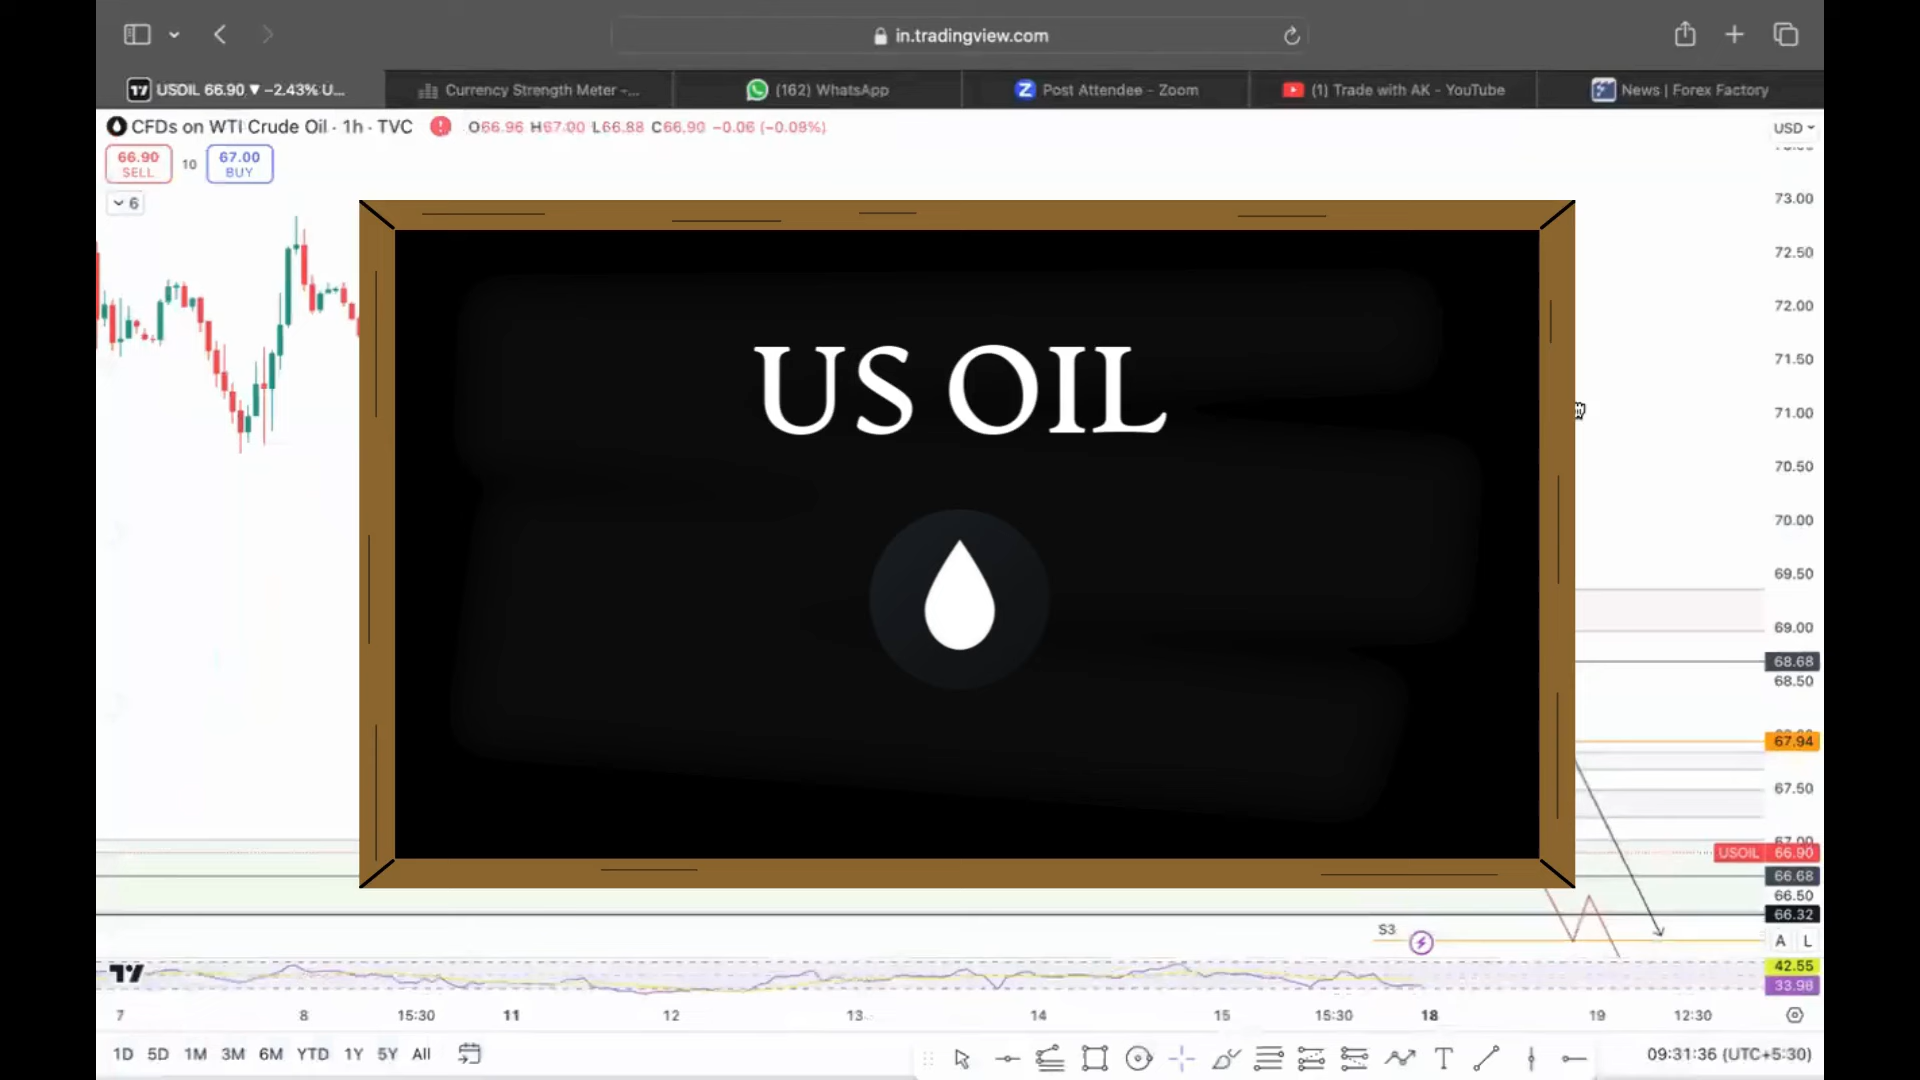 in.tradingview.com
USOIL 66.90 ▼ −2.43% U...
Currency Strength Meter -...
(162) WhatsApp
Post Attendee - Zoom
(1) Trade with AK - YouTube
News | Forex Factory
CFDs on WTI Crude Oil · 1h · TVC
O66.96 H67.00 L66.88 C66.90 −0.06 (−0.09%)
USD
66.90
SELL
10
67.00
BUY
6
73.00
72.50
72.00
71.50
71.00
70.50
70.00
69.50
69.00
68.68
68.50
67.94
67.50
67.00
USOIL 66.90
66.68
66.50
66.32
US OIL
S3
A L
42.55
33.98
7 8 15:30 11 12 13 14 15 15:30 18 19 12:30
1D 5D 1M 3M 6M YTD 1Y 5Y All
09:31:36 (UTC+5:30)